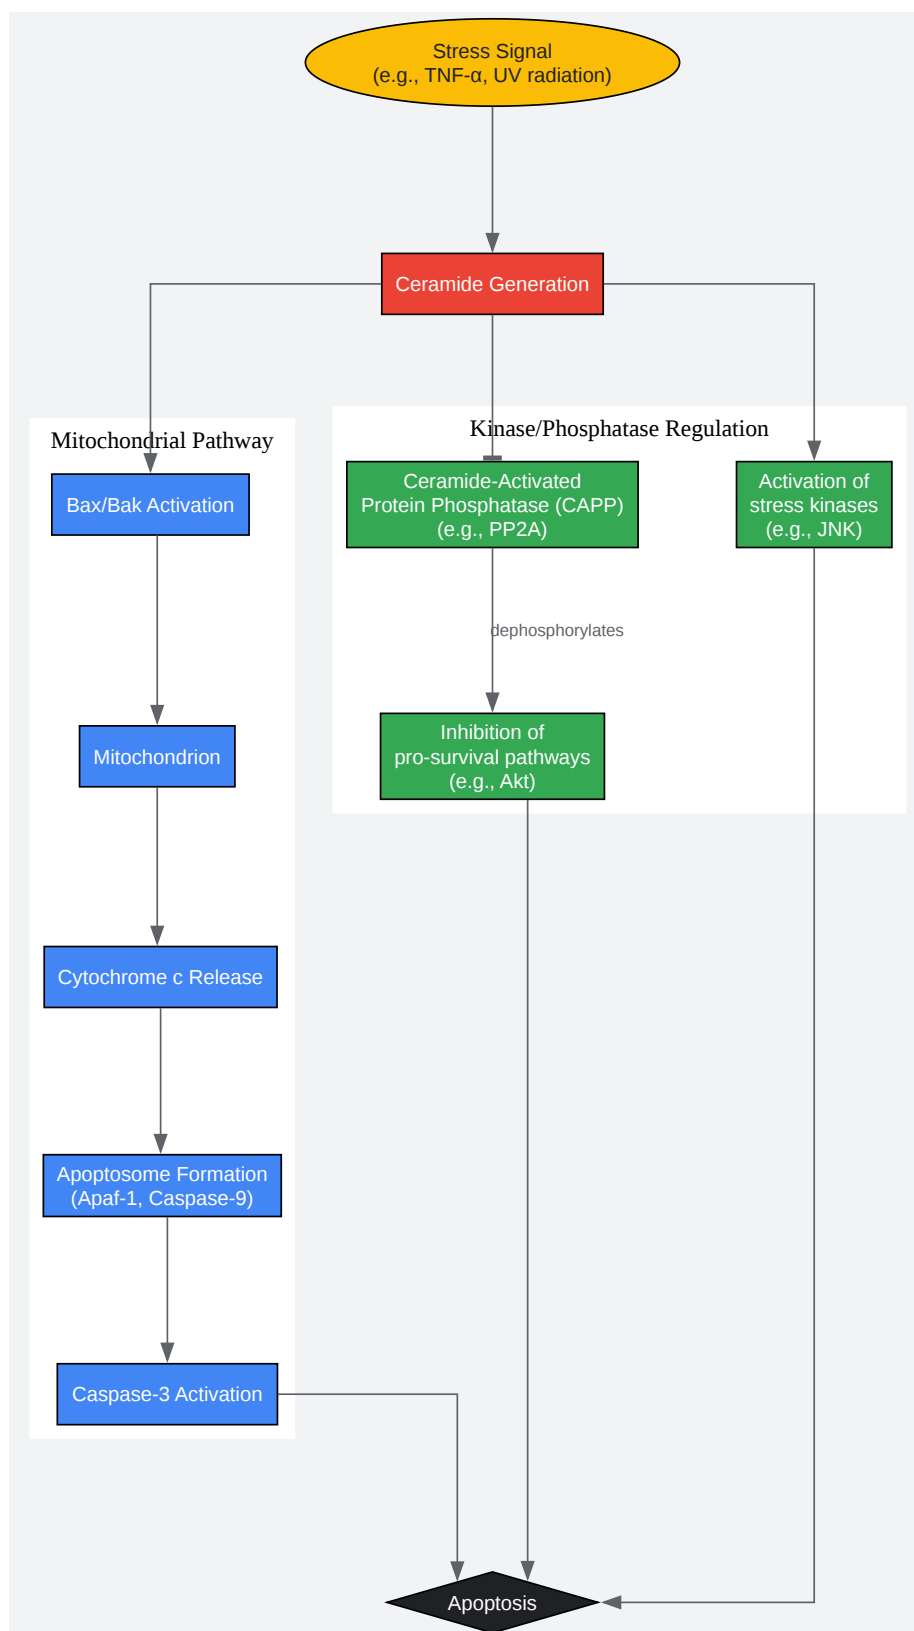 Stress Signal
(e.g., TNF-α, UV radiation)
Ceramide Generation
Mitochondrial Pathway
Bax/Bak Activation
Mitochondrion
Cytochrome c Release
Apoptosome Formation
(Apaf-1, Caspase-9)
Caspase-3 Activation
Kinase/Phosphatase Regulation
Ceramide-Activated
Protein Phosphatase (CAPP)
(e.g., PP2A)
dephosphorylates
Inhibition of
pro-survival pathways
(e.g., Akt)
Activation of
stress kinases
(e.g., JNK)
Apoptosis